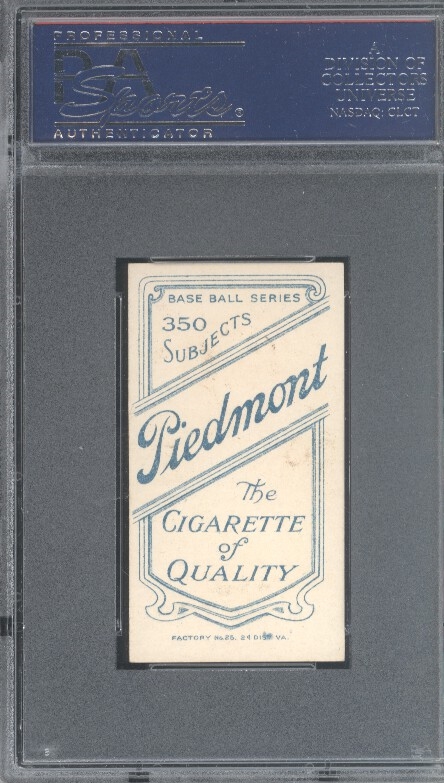 PROFESSIONAL
PSA
Sports
AUTHENTICATOR
A
DIVISION OF
COLLECTORS
UNIVERSE
NASDAQ: CLCT
BASE BALL SERIES
350
SUBJECTS
Piedmont
The
CIGARETTE
of
QUALITY
FACTORY No. 25, 2d DIST. VA.